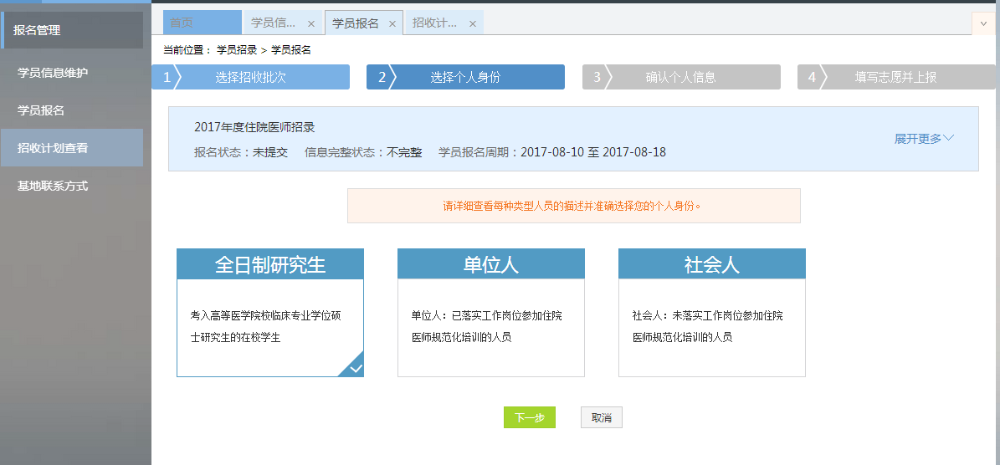 报名管理
学员信息维护
学员报名
招收计划查看
基地联系方式
首页
学员信... ×
学员报名 ×
招收计... ×
当前位置： 学员招录 > 学员报名
1 选择招收批次
2 选择个人身份
3 确认个人信息
4 填写志愿并上报
2017年度住院医师招录
报名状态：未提交 信息完整状态：不完整 学员报名周期：2017-08-10 至 2017-08-18
展开更多
请详细查看每种类型人员的描述并准确选择您的个人身份。
全日制研究生
考入高等医学院校临床专业学位硕
士研究生的在校学生
单位人
单位人：已落实工作岗位参加住院
医师规范化培训的人员
社会人
社会人：未落实工作岗位参加住院
医师规范化培训的人员
下一步
取消